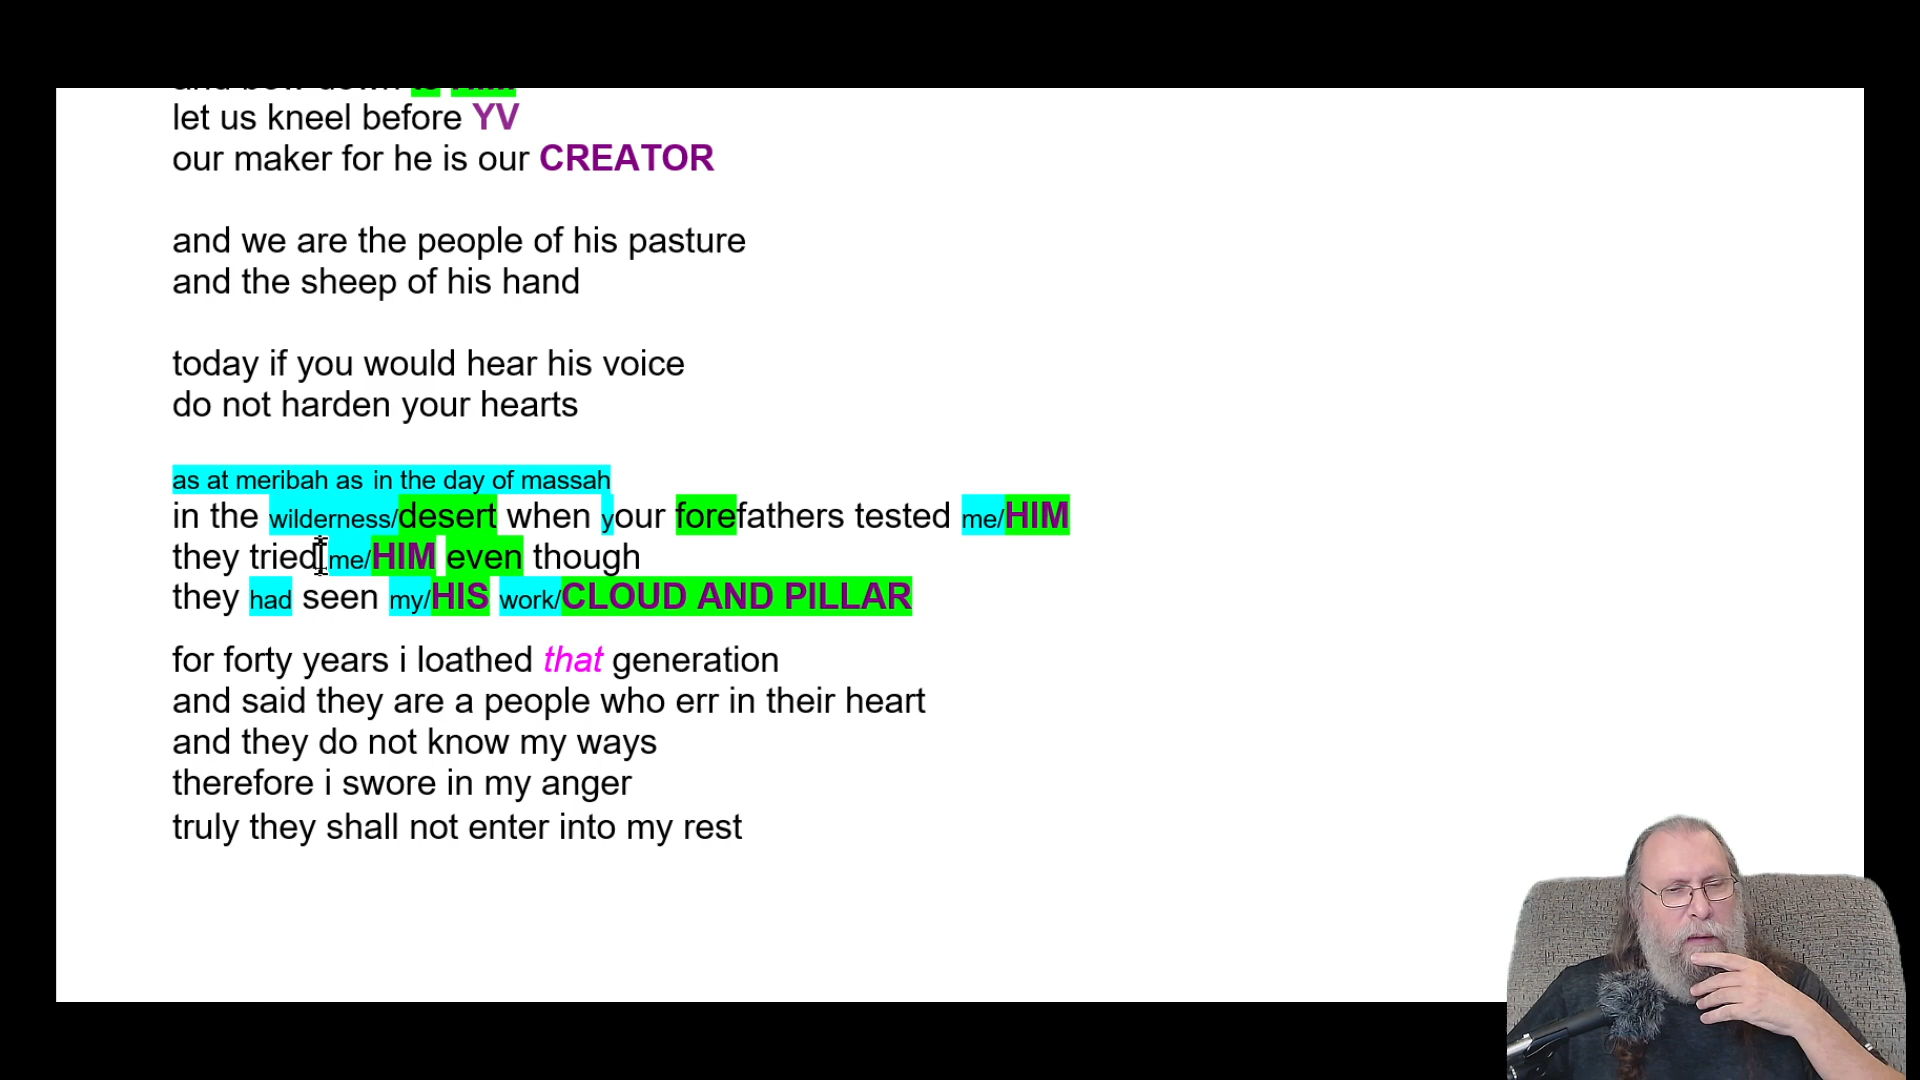 let us kneel before YV
our maker for he is our CREATOR
and we are the people of his pasture
and the sheep of his hand
today if you would hear his voice
do not harden your hearts
as at meribah as in the day of massah
in the wilderness/desert when your forefathers tested me/HIM
they tried me/HIM even though
they had seen my/HIS work/CLOUD AND PILLAR
for forty years i loathed that generation
and said they are a people who err in their heart
and they do not know my ways
therefore i swore in my anger
truly they shall not enter into my rest